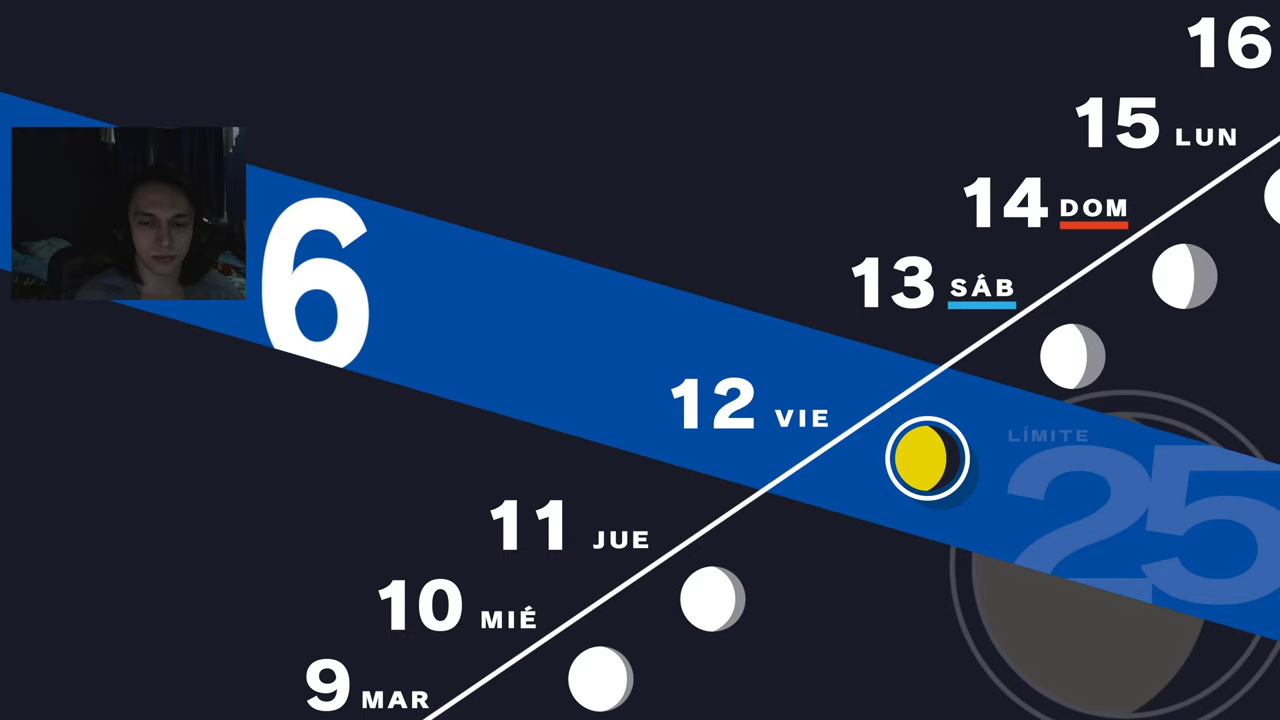 16
15 LUN
14 DOM
13 SÁB
6
12 VIE
LÍMITE
25
11 JUE
10 MIÉ
9 MAR